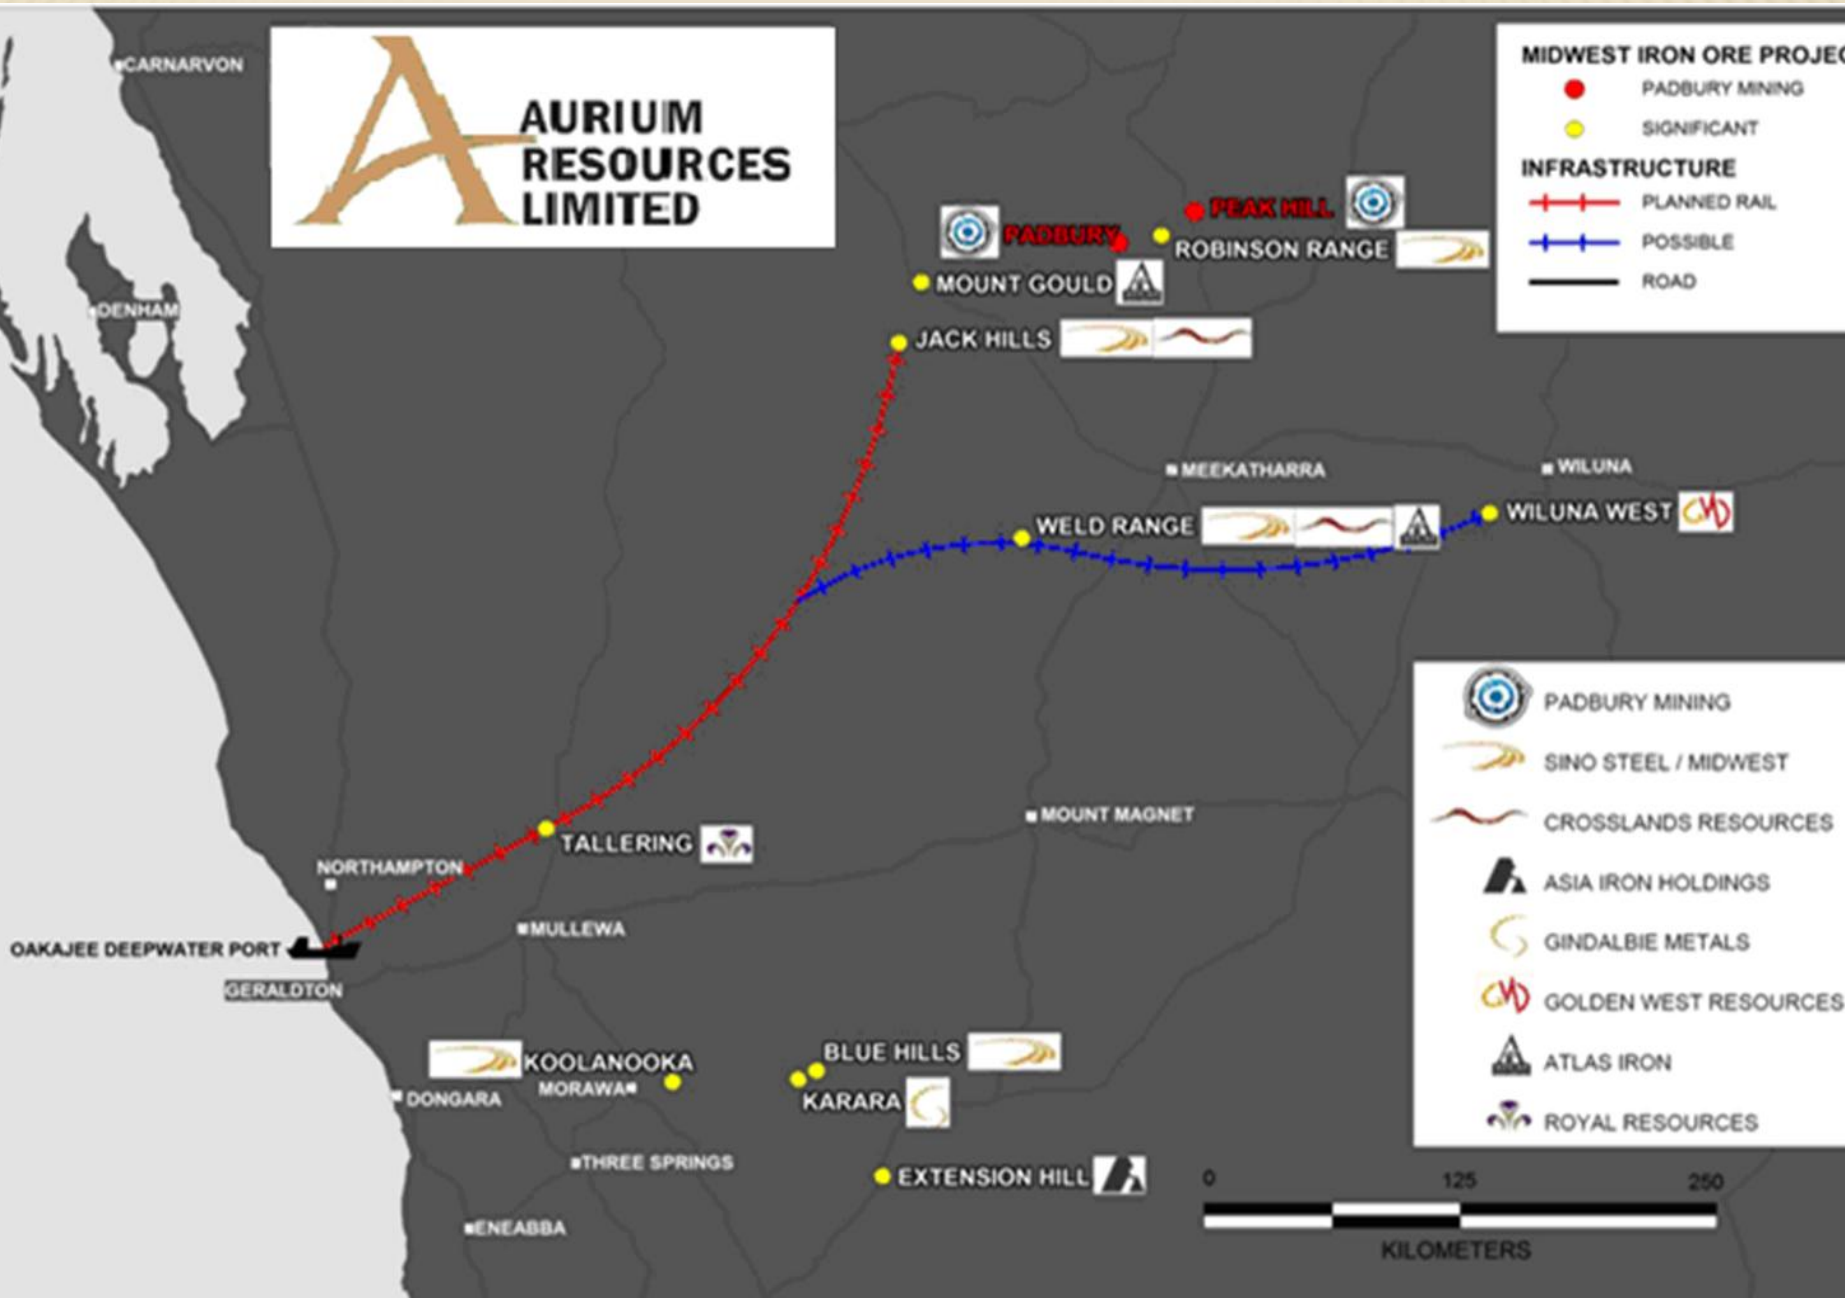 CARNARVON
AURIUM
RESOURCES
LIMITED
MIDWEST IRON ORE PROJEC
PADBURY MINING
SIGNIFICANT
INFRASTRUCTURE
PLANNED RAIL
POSSIBLE
ROAD
PEAK HILL
PADBURY
ROBINSON RANGE
MOUNT GOULD
DENHAM
JACK HILLS
MEEKATHARRA
WILUNA
WELD RANGE
WILUNA WEST
PADBURY MINING
SINO STEEL / MIDWEST
CROSSLANDS RESOURCES
ASIA IRON HOLDINGS
GINDALBIE METALS
GOLDEN WEST RESOURCES
ATLAS IRON
ROYAL RESOURCES
MOUNT MAGNET
TALLERING
NORTHAMPTON
MULLEWA
OAKAJEE DEEPWATER PORT
GERALDTON
KOOLANOOKA
BLUE HILLS
MORAWA
KARARA
DONGARA
THREE SPRINGS
EXTENSION HILL
ENEABBA
0 125 250
KILOMETERS